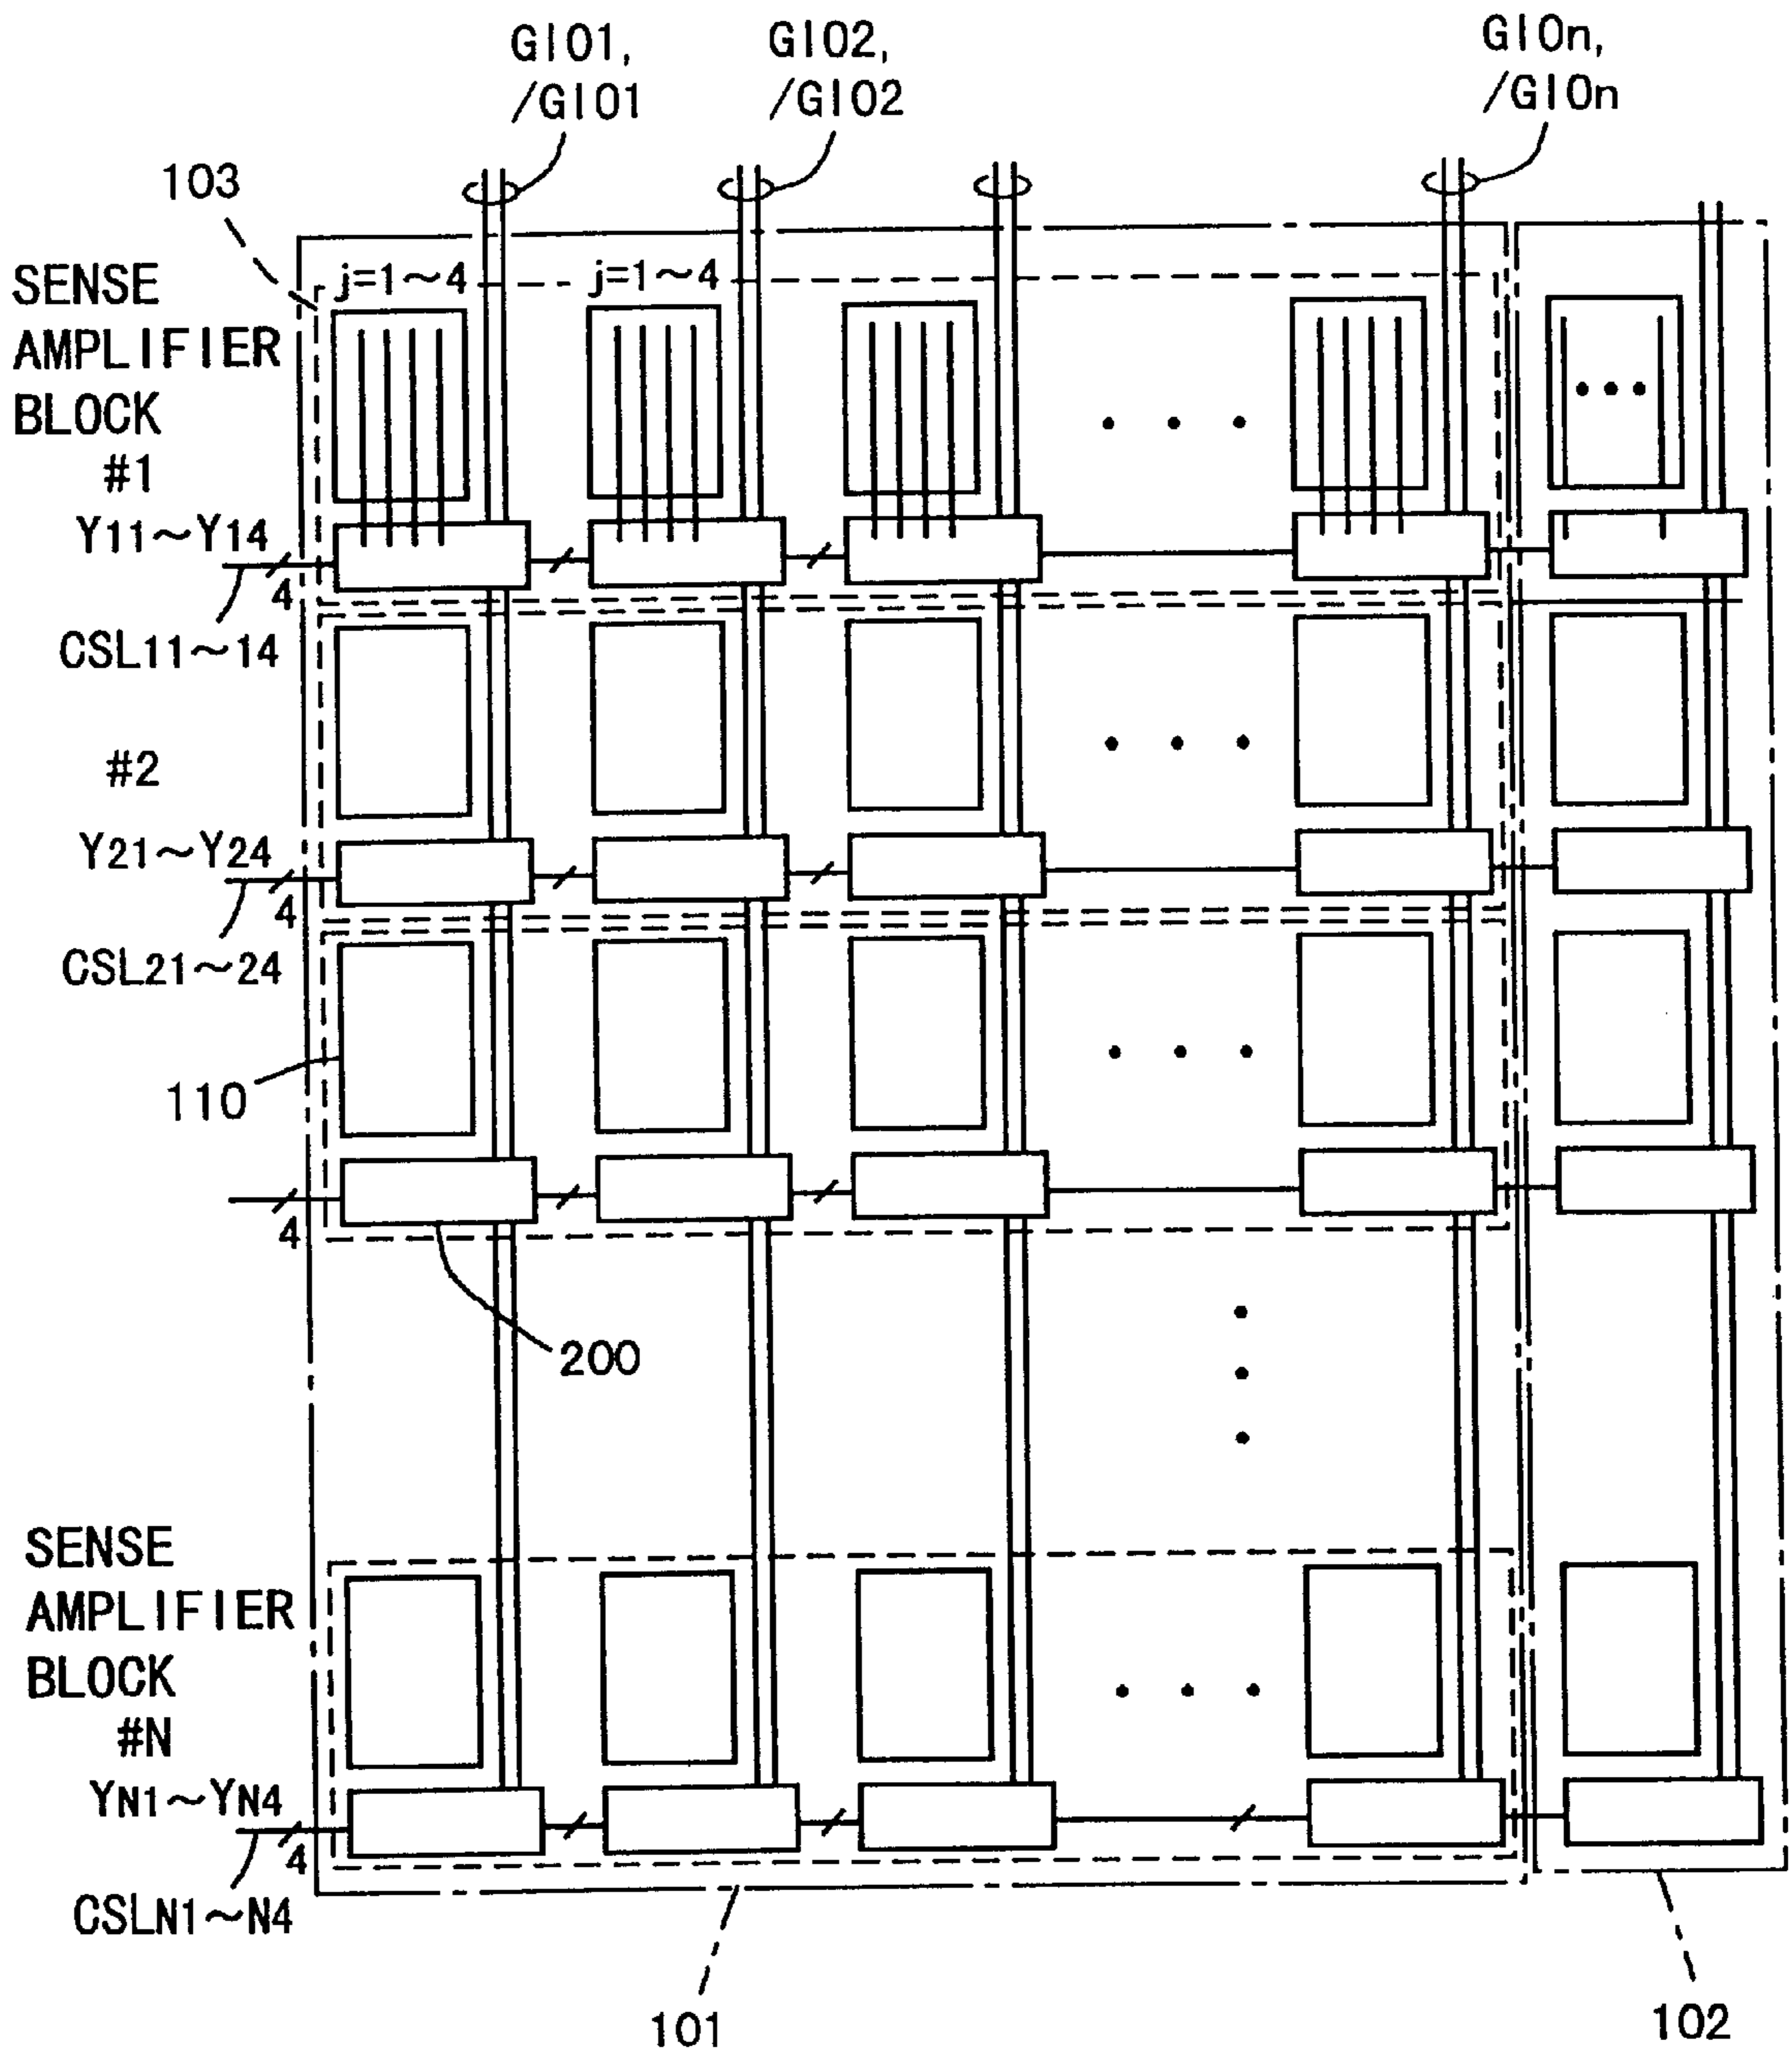 GIO1,
/GIO1
GIO2,
/GIO2
GIOn,
/GIOn
103
j=1~4
j=1~4
SENSE
AMPLIFIER
BLOCK
#1
Y11~Y14
4
CSL11~14
#2
Y21~Y24
4
CSL21~24
110
4
200
SENSE
AMPLIFIER
BLOCK
#N
YN1~YN4
4
CSLN1~N4
101
102